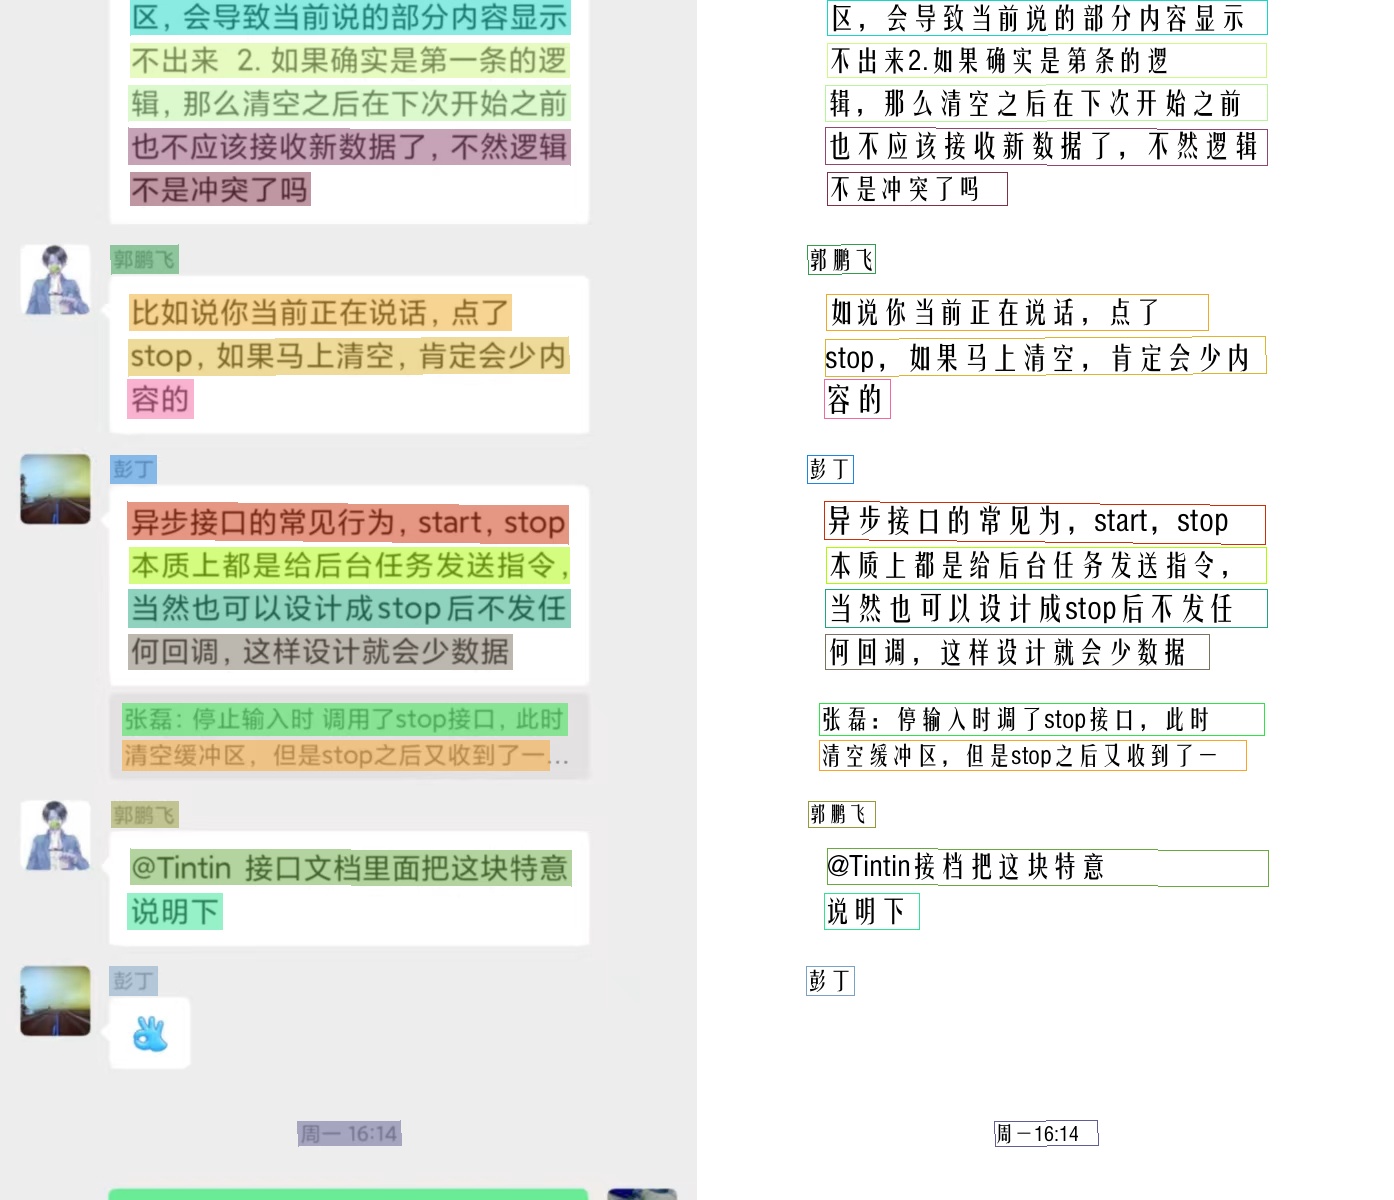 区，会导致当前说的部分内容显示
不出来 2. 如果确实是第一条的逻
辑，那么清空之后在下次开始之前
也不应该接收新数据了，不然逻辑
不是冲突了吗
郭鹏飞
比如说你当前正在说话，点了
stop，如果马上清空，肯定会少内
容的
彭丁
异步接口的常见行为，start，stop
本质上都是给后台任务发送指令，
当然也可以设计成stop后不发任
何回调，这样设计就会少数据
张磊：停止输入时 调用了stop接口，此时
清空缓冲区，但是stop之后又收到了一...
郭鹏飞
@Tintin 接口文档里面把这块特意
说明下
彭丁
周一 16:14
区，会导致当前说的部分内容显示
不出来2.如果确实是第条的逻
辑，那么清空之后在下次开始之前
也不应该接收新数据了，不然逻辑
不是冲突了吗
郭鹏飞
如说你当前正在说话，点了
stop，如果马上清空，肯定会少内
容的
彭丁
异步接口的常见为，start，stop
本质上都是给后台任务发送指令，
当然也可以设计成stop后不发任
何回调，这样设计就会少数据
张磊：停输入时调了stop接口，此时
清空缓冲区，但是stop之后又收到了一
郭鹏飞
@Tintin接档把这块特意
说明下
彭丁
周一16:14